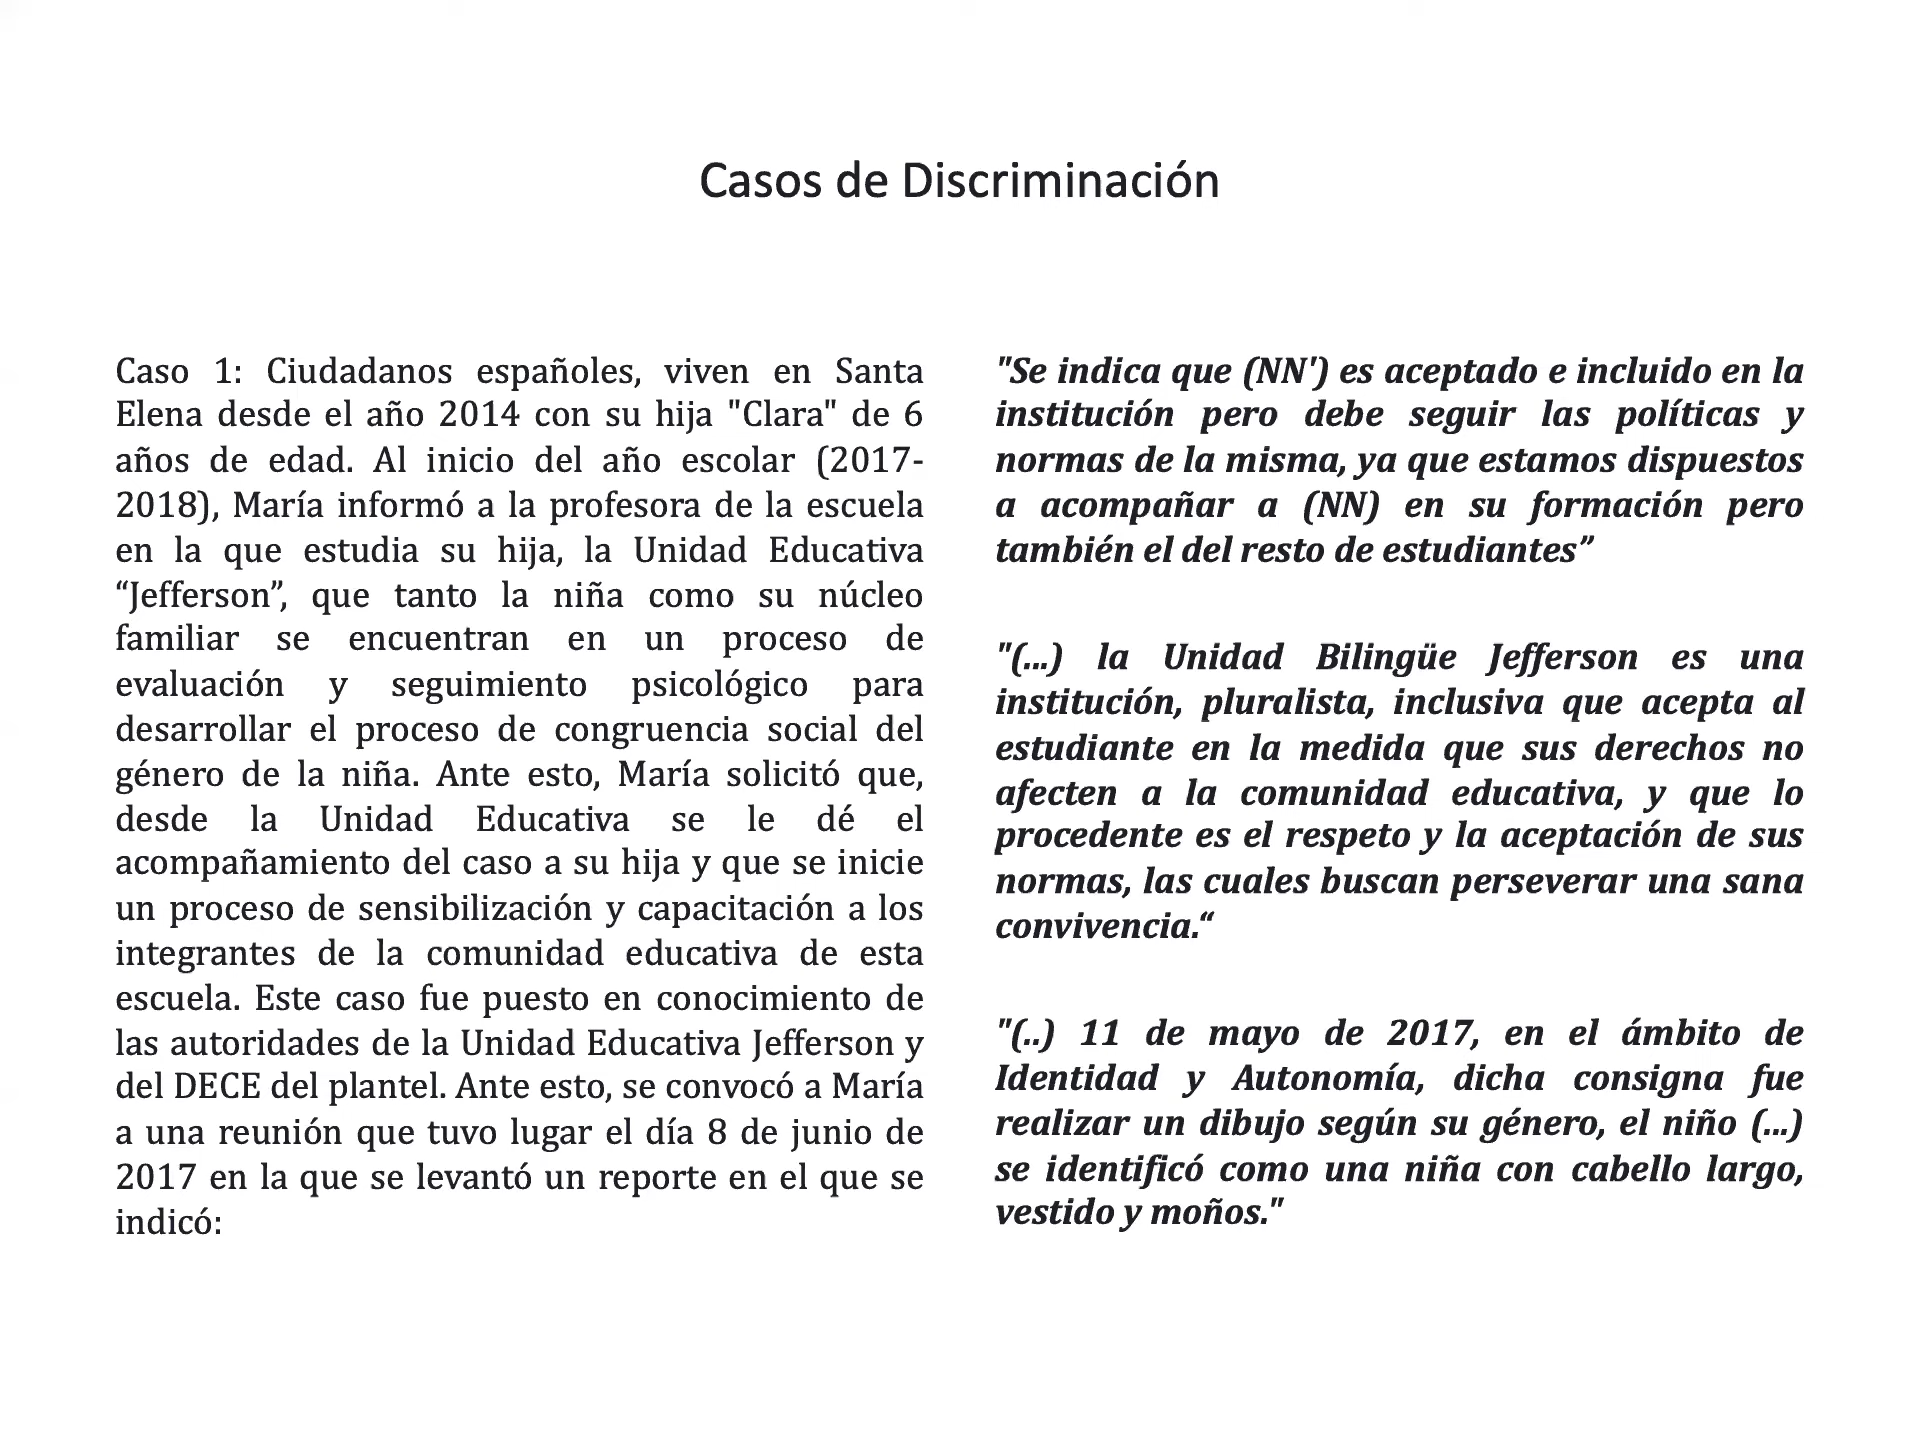 Casos de Discriminación
Caso 1: Ciudadanos españoles, viven en Santa
Elena desde el año 2014 con su hija "Clara" de 6
años de edad. Al inicio del año escolar (2017-
2018), María informó a la profesora de la escuela
en la que estudia su hija, la Unidad Educativa
“Jefferson”, que tanto la niña como su núcleo
familiar se encuentran en un proceso de
evaluación y seguimiento psicológico para
desarrollar el proceso de congruencia social del
género de la niña. Ante esto, María solicitó que,
desde la Unidad Educativa se le dé el
acompañamiento del caso a su hija y que se inicie
un proceso de sensibilización y capacitación a los
integrantes de la comunidad educativa de esta
escuela. Este caso fue puesto en conocimiento de
las autoridades de la Unidad Educativa Jefferson y
del DECE del plantel. Ante esto, se convocó a María
a una reunión que tuvo lugar el día 8 de junio de
2017 en la que se levantó un reporte en el que se
indicó:
"Se indica que (NN') es aceptado e incluido en la
institución pero debe seguir las políticas y
normas de la misma, ya que estamos dispuestos
a acompañar a (NN) en su formación pero
también el del resto de estudiantes”
"(...) la Unidad Bilingüe Jefferson es una
institución, pluralista, inclusiva que acepta al
estudiante en la medida que sus derechos no
afecten a la comunidad educativa, y que lo
procedente es el respeto y la aceptación de sus
normas, las cuales buscan perseverar una sana
convivencia.“
"(..) 11 de mayo de 2017, en el ámbito de
Identidad y Autonomía, dicha consigna fue
realizar un dibujo según su género, el niño (...)
se identificó como una niña con cabello largo,
vestido y moños."